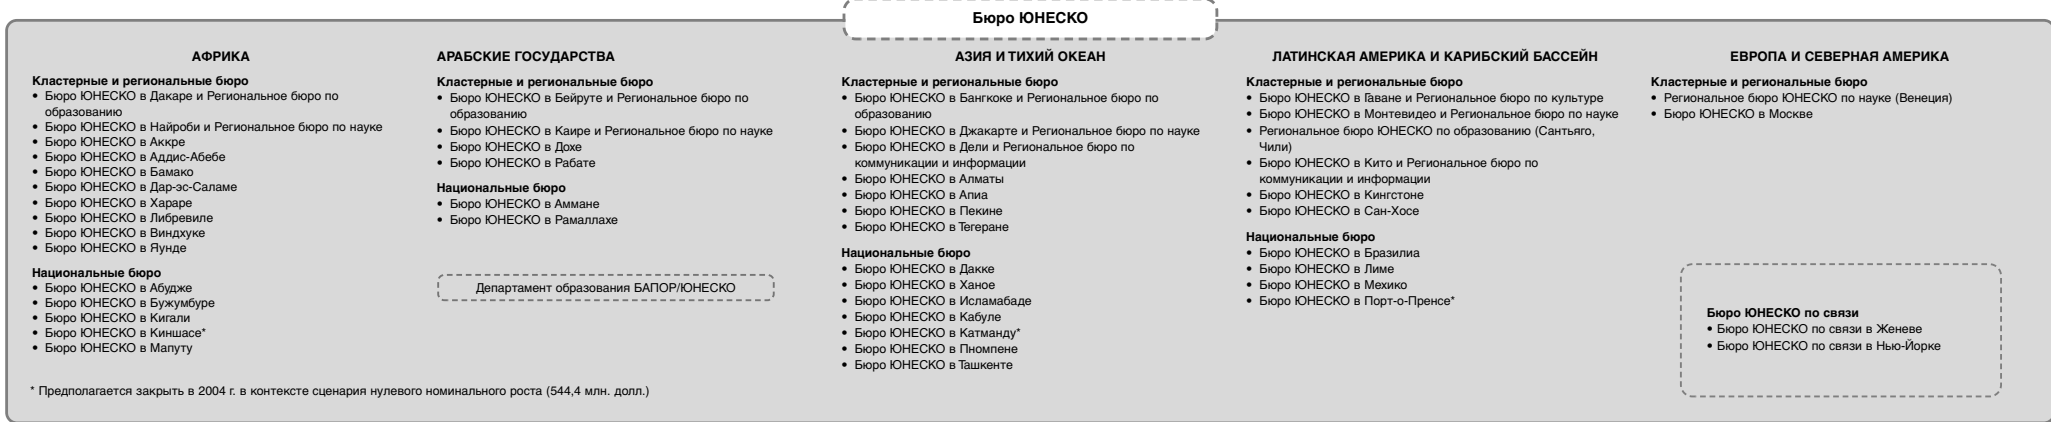 Бюро ЮНЕСКО
АФРИКА
Кластерные и региональные бюро
• Бюро ЮНЕСКО в Дакаре и Региональное бюро по
образованию
• Бюро ЮНЕСКО в Найроби и Региональное бюро по науке
• Бюро ЮНЕСКО в Аккре
• Бюро ЮНЕСКО в Аддис-Абебе
• Бюро ЮНЕСКО в Бамако
• Бюро ЮНЕСКО в Дар-эс-Саламе
• Бюро ЮНЕСКО в Хараре
• Бюро ЮНЕСКО в Либревиле
• Бюро ЮНЕСКО в Виндхуке
• Бюро ЮНЕСКО в Яунде
Национальные бюро
• Бюро ЮНЕСКО в Абудже
• Бюро ЮНЕСКО в Бужумбуре
• Бюро ЮНЕСКО в Кигали
• Бюро ЮНЕСКО в Киншасе*
• Бюро ЮНЕСКО в Мапуту
АРАБСКИЕ ГОСУДАРСТВА
Кластерные и региональные бюро
• Бюро ЮНЕСКО в Бейруте и Региональное бюро по
образованию
• Бюро ЮНЕСКО в Каире и Региональное бюро по науке
• Бюро ЮНЕСКО в Дохе
• Бюро ЮНЕСКО в Рабате
Национальные бюро
• Бюро ЮНЕСКО в Аммане
• Бюро ЮНЕСКО в Рамаллахе
Департамент образования БАПОР/ЮНЕСКО
АЗИЯ И ТИХИЙ ОКЕАН
Кластерные и региональные бюро
• Бюро ЮНЕСКО в Бангкоке и Региональное бюро по
образованию
• Бюро ЮНЕСКО в Джакарте и Региональное бюро по науке
• Бюро ЮНЕСКО в Дели и Региональное бюро по
коммуникации и информации
• Бюро ЮНЕСКО в Алматы
• Бюро ЮНЕСКО в Апиа
• Бюро ЮНЕСКО в Пекине
• Бюро ЮНЕСКО в Тегеране
Национальные бюро
• Бюро ЮНЕСКО в Дакке
• Бюро ЮНЕСКО в Ханое
• Бюро ЮНЕСКО в Исламабаде
• Бюро ЮНЕСКО в Кабуле
• Бюро ЮНЕСКО в Катманду*
• Бюро ЮНЕСКО в Пномпене
• Бюро ЮНЕСКО в Ташкенте
ЛАТИНСКАЯ АМЕРИКА И КАРИБСКИЙ БАССЕЙН
Кластерные и региональные бюро
• Бюро ЮНЕСКО в Гаване и Региональное бюро по культуре
• Бюро ЮНЕСКО в Монтевидео и Региональное бюро по науке
• Региональное бюро ЮНЕСКО по образованию (Сантьяго,
Чили)
• Бюро ЮНЕСКО в Кито и Региональное бюро по
коммуникации и информации
• Бюро ЮНЕСКО в Кингстоне
• Бюро ЮНЕСКО в Сан-Хосе
Национальные бюро
• Бюро ЮНЕСКО в Бразилиа
• Бюро ЮНЕСКО в Лиме
• Бюро ЮНЕСКО в Мехико
• Бюро ЮНЕСКО в Порт-о-Пренсе*
ЕВРОПА И СЕВЕРНАЯ АМЕРИКА
Кластерные и региональные бюро
• Региональное бюро ЮНЕСКО по науке (Венеция)
• Бюро ЮНЕСКО в Москве
Бюро ЮНЕСКО по связи
• Бюро ЮНЕСКО по связи в Женеве
• Бюро ЮНЕСКО по связи в Нью-Йорке
* Предполагается закрыть в 2004 г. в контексте сценария нулевого номинального роста (544,4 млн. долл.)